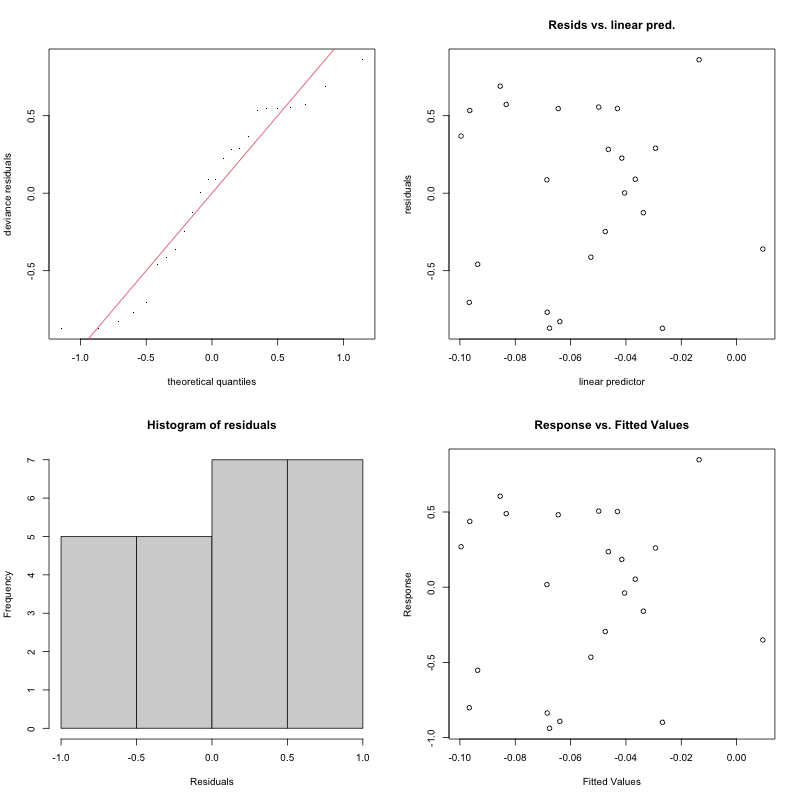 deviance residuals
0.5
0.0
-0.5
-1.0 -0.5 0.0 0.5 1.0
theoretical quantiles
Resids vs. linear pred.
residuals
0.5
0.0
-0.5
-0.10 -0.08 -0.06 -0.04 -0.02 0.00
linear predictor
Histogram of residuals
Frequency
7
6
5
4
3
2
1
0
-1.0 -0.5 0.0 0.5 1.0
Residuals
Response vs. Fitted Values
Response
0.5
0.0
-0.5
-1.0
-0.10 -0.08 -0.06 -0.04 -0.02 0.00
Fitted Values